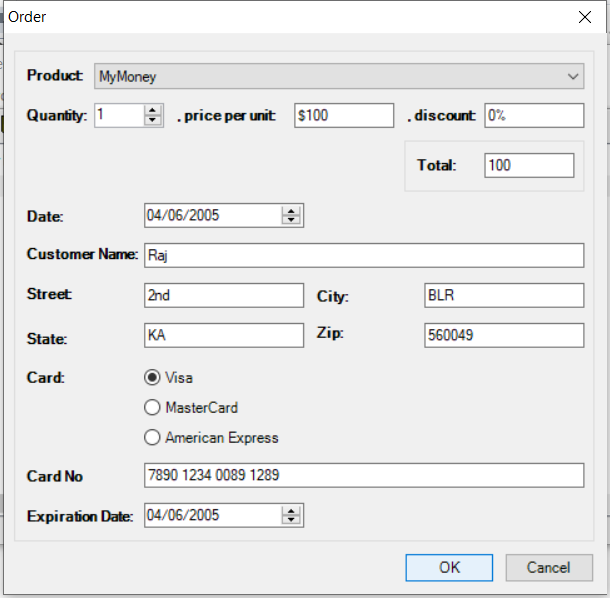 Order
Product: MyMoney
Quantity: 1 , price per unit: $100 , discount: 0%
Total: 100
Date: 04/06/2005
Customer Name: Raj
Street: 2nd City: BLR
State: KA Zip: 560049
Card: Visa
MasterCard
American Express
Card No 7890 1234 0089 1289
Expiration Date: 04/06/2005
OK Cancel